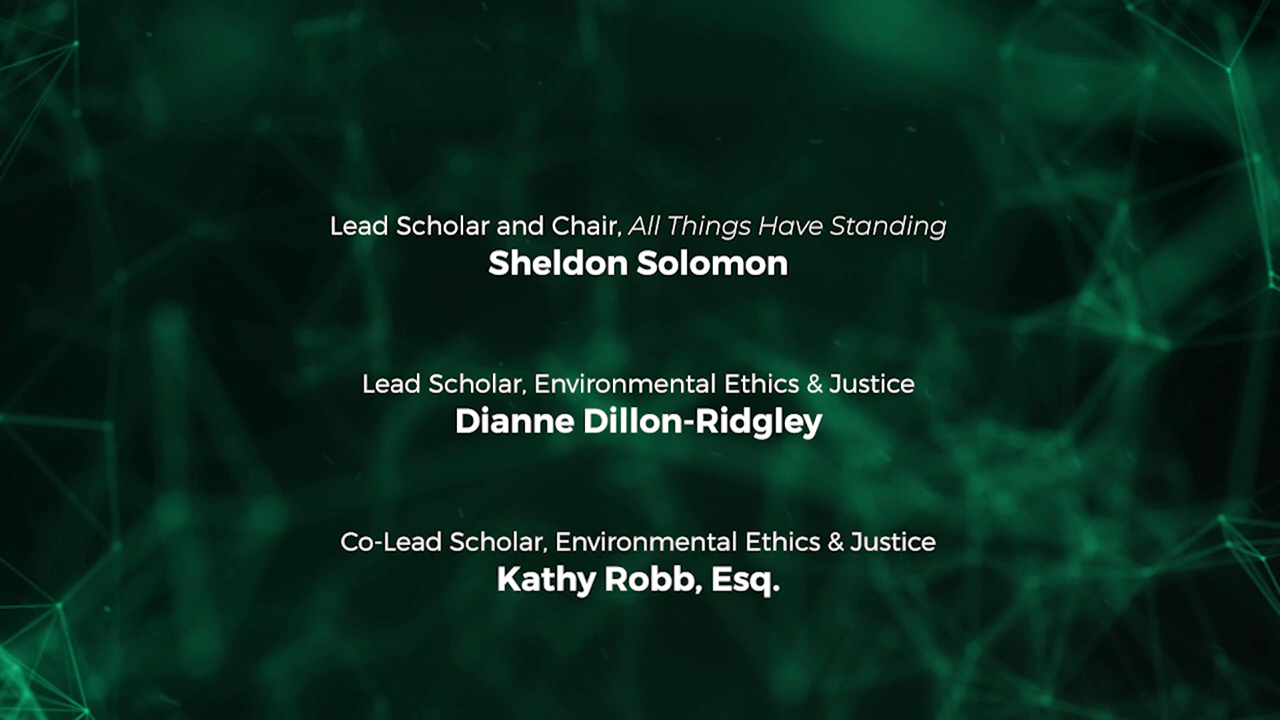 Lead Scholar and Chair, All Things Have Standing
Sheldon Solomon
Lead Scholar, Environmental Ethics & Justice
Dianne Dillon-Ridgley
Co-Lead Scholar, Environmental Ethics & Justice
Kathy Robb, Esq.